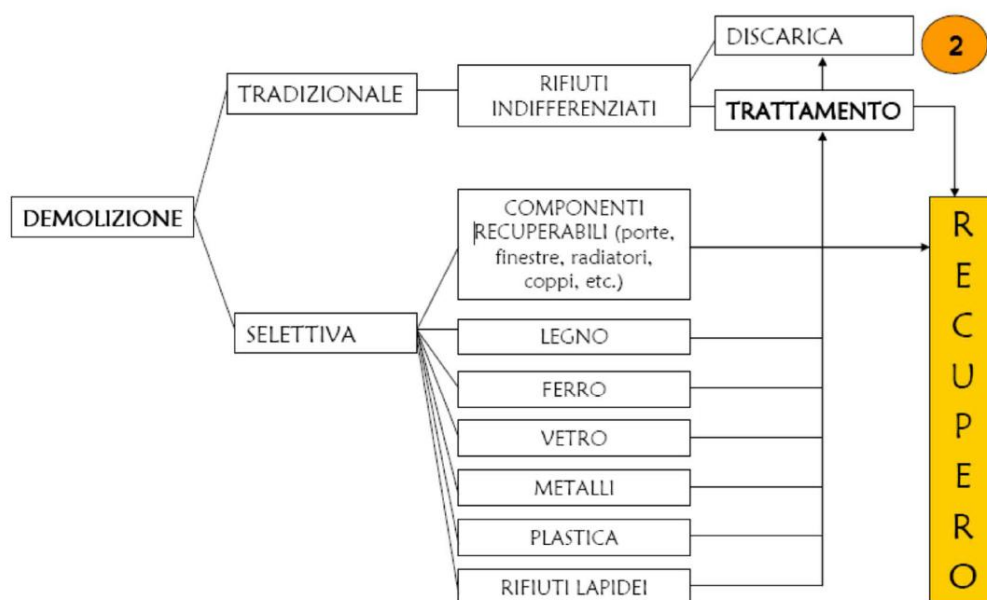 DISCARICA
2
TRADIZIONALE
RIFIUTI
INDIFFERENZIATI
TRATTAMENTO
DEMOLIZIONE
COMPONENTI
RECUPERABILI (porte,
finestre, radiatori,
coppi, etc.)
SELETTIVA
LEGNO
FERRO
VETRO
METALLI
PLASTICA
RIFIUTI LAPIDEI
R
E
C
U
P
E
R
O